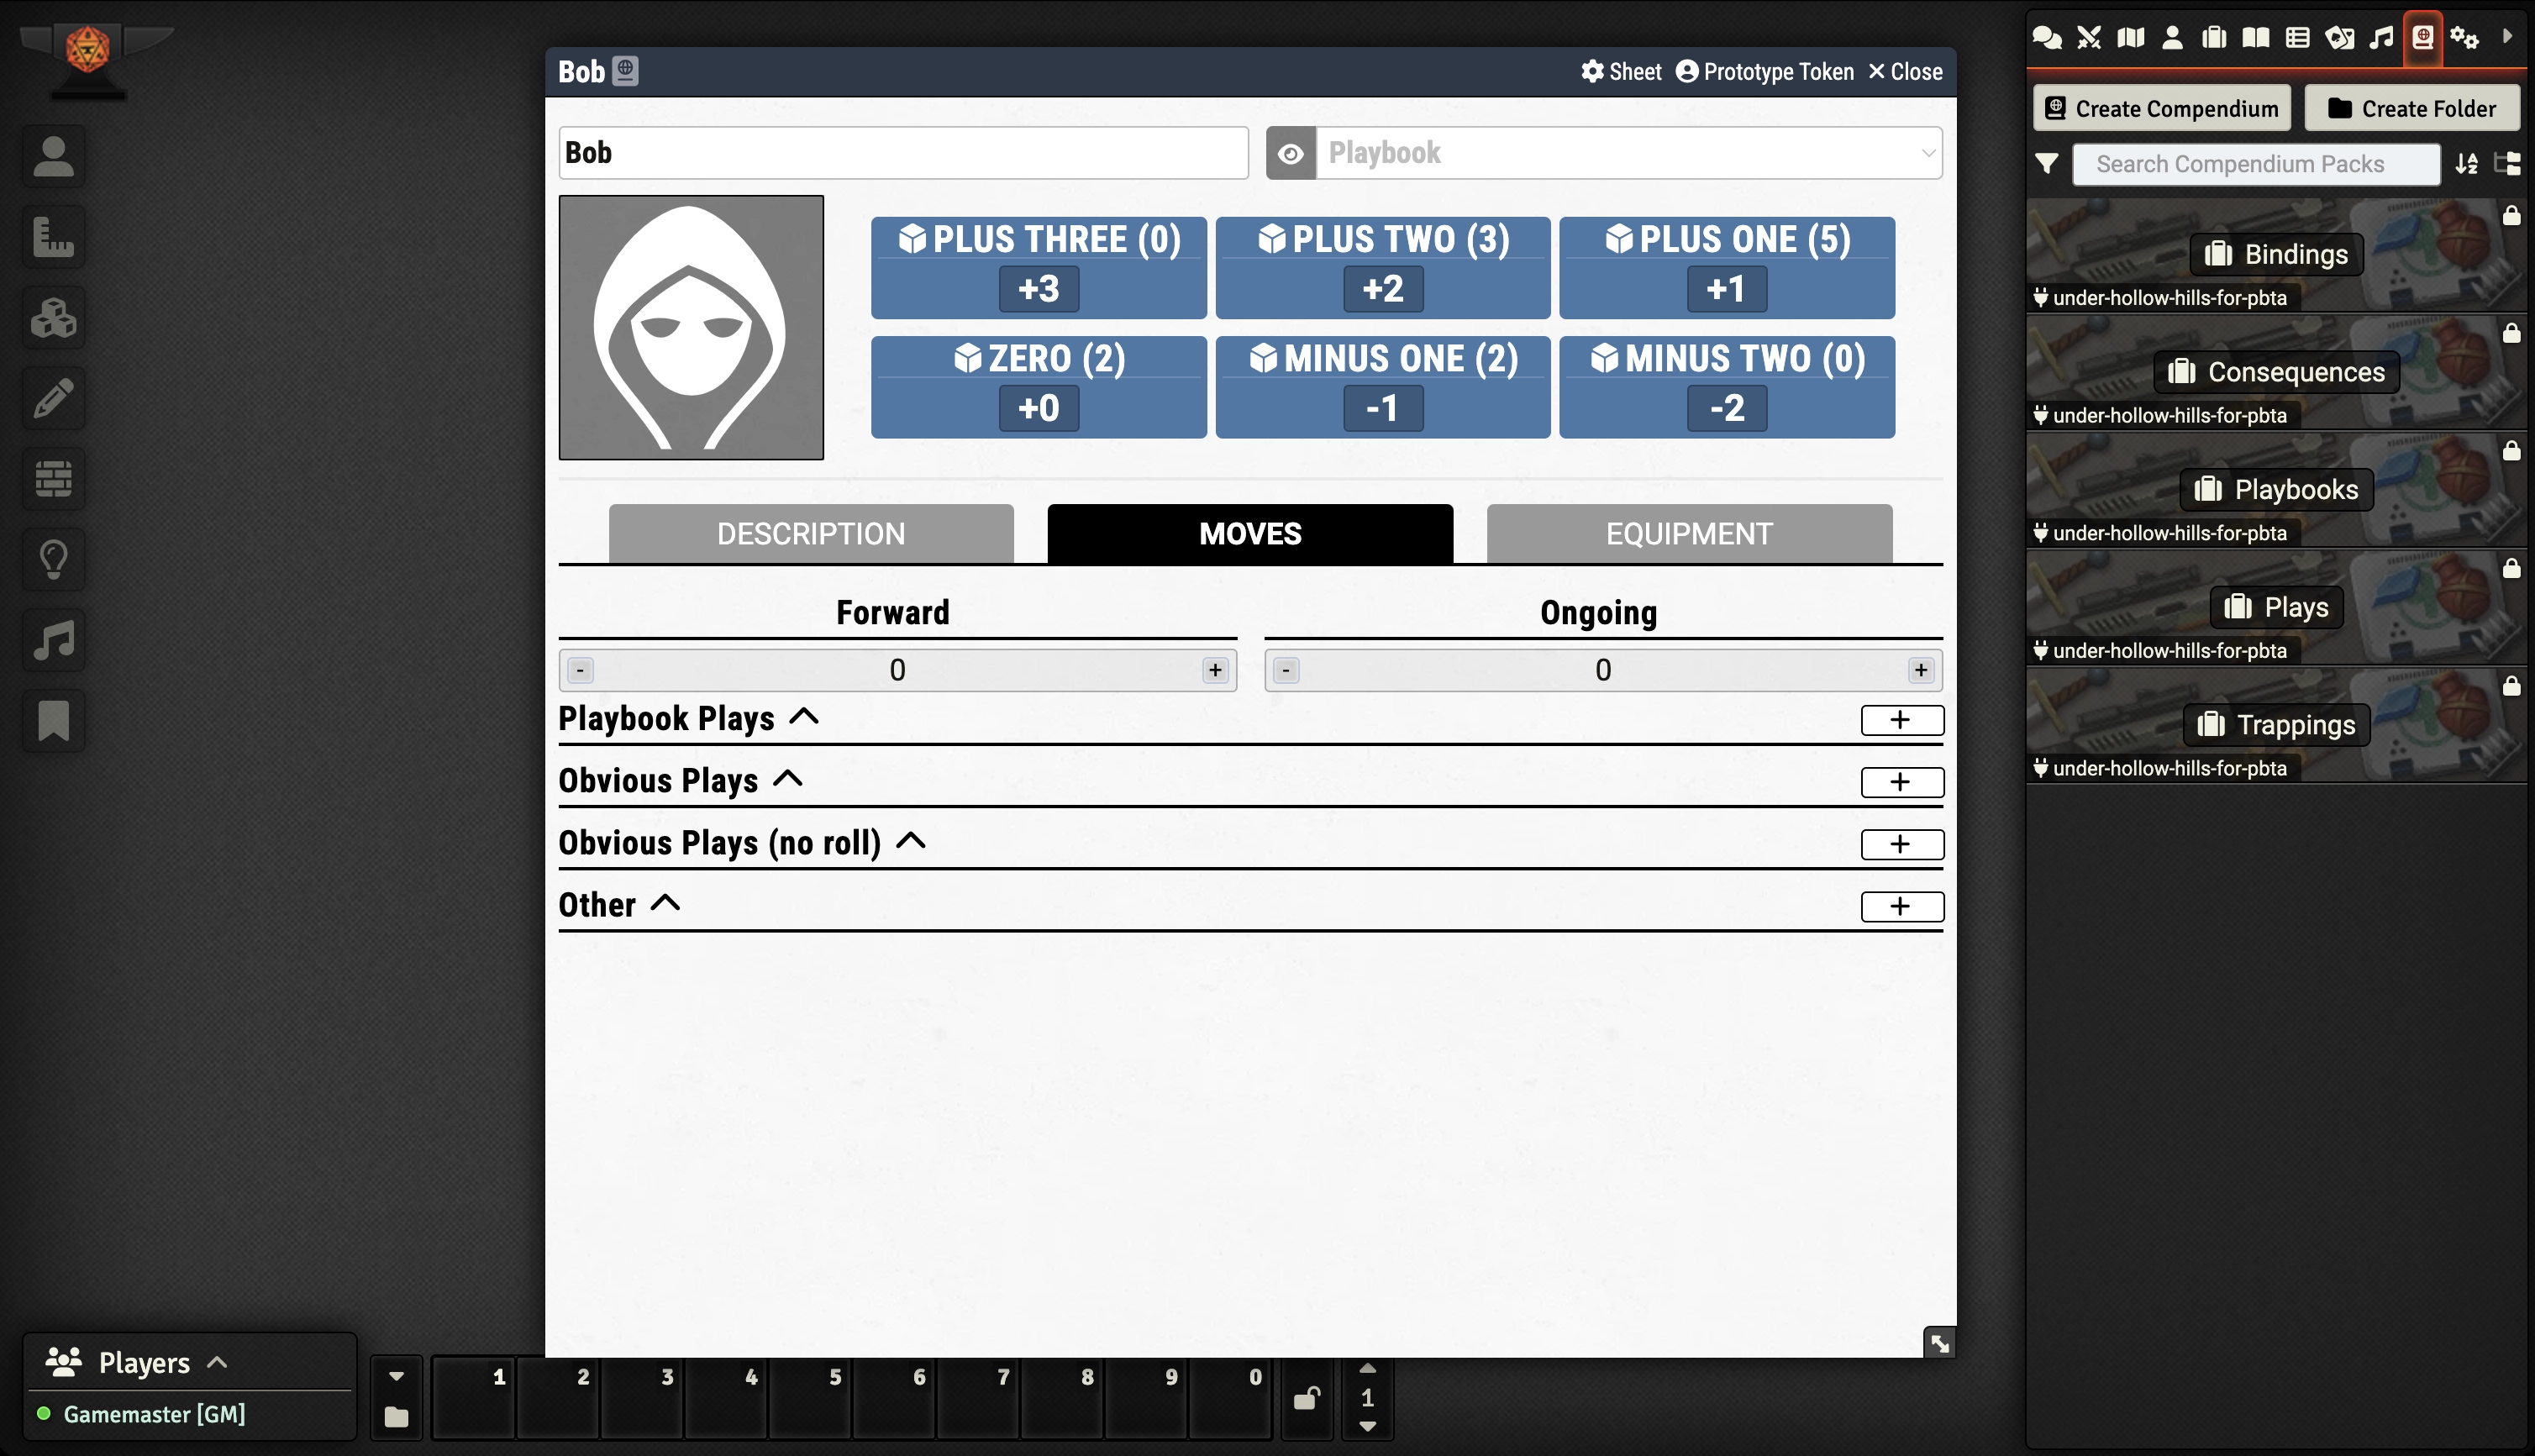 Bob
Sheet Prototype Token Close
Bob
Playbook
PLUS THREE (0)
+3
PLUS TWO (3)
+2
PLUS ONE (5)
+1
ZERO (2)
+0
MINUS ONE (2)
-1
MINUS TWO (0)
-2
DESCRIPTION
MOVES
EQUIPMENT
Forward
- 0 +
Ongoing
- 0 +
Playbook Plays
+
Obvious Plays
+
Obvious Plays (no roll)
+
Other
+
Create Compendium
Create Folder
Search Compendium Packs
Bindings
under-hollow-hills-for-pbta
Consequences
under-hollow-hills-for-pbta
Playbooks
under-hollow-hills-for-pbta
Plays
under-hollow-hills-for-pbta
Trappings
under-hollow-hills-for-pbta
Players
Gamemaster [GM]
1 2 3 4 5 6 7 8 9 0
1